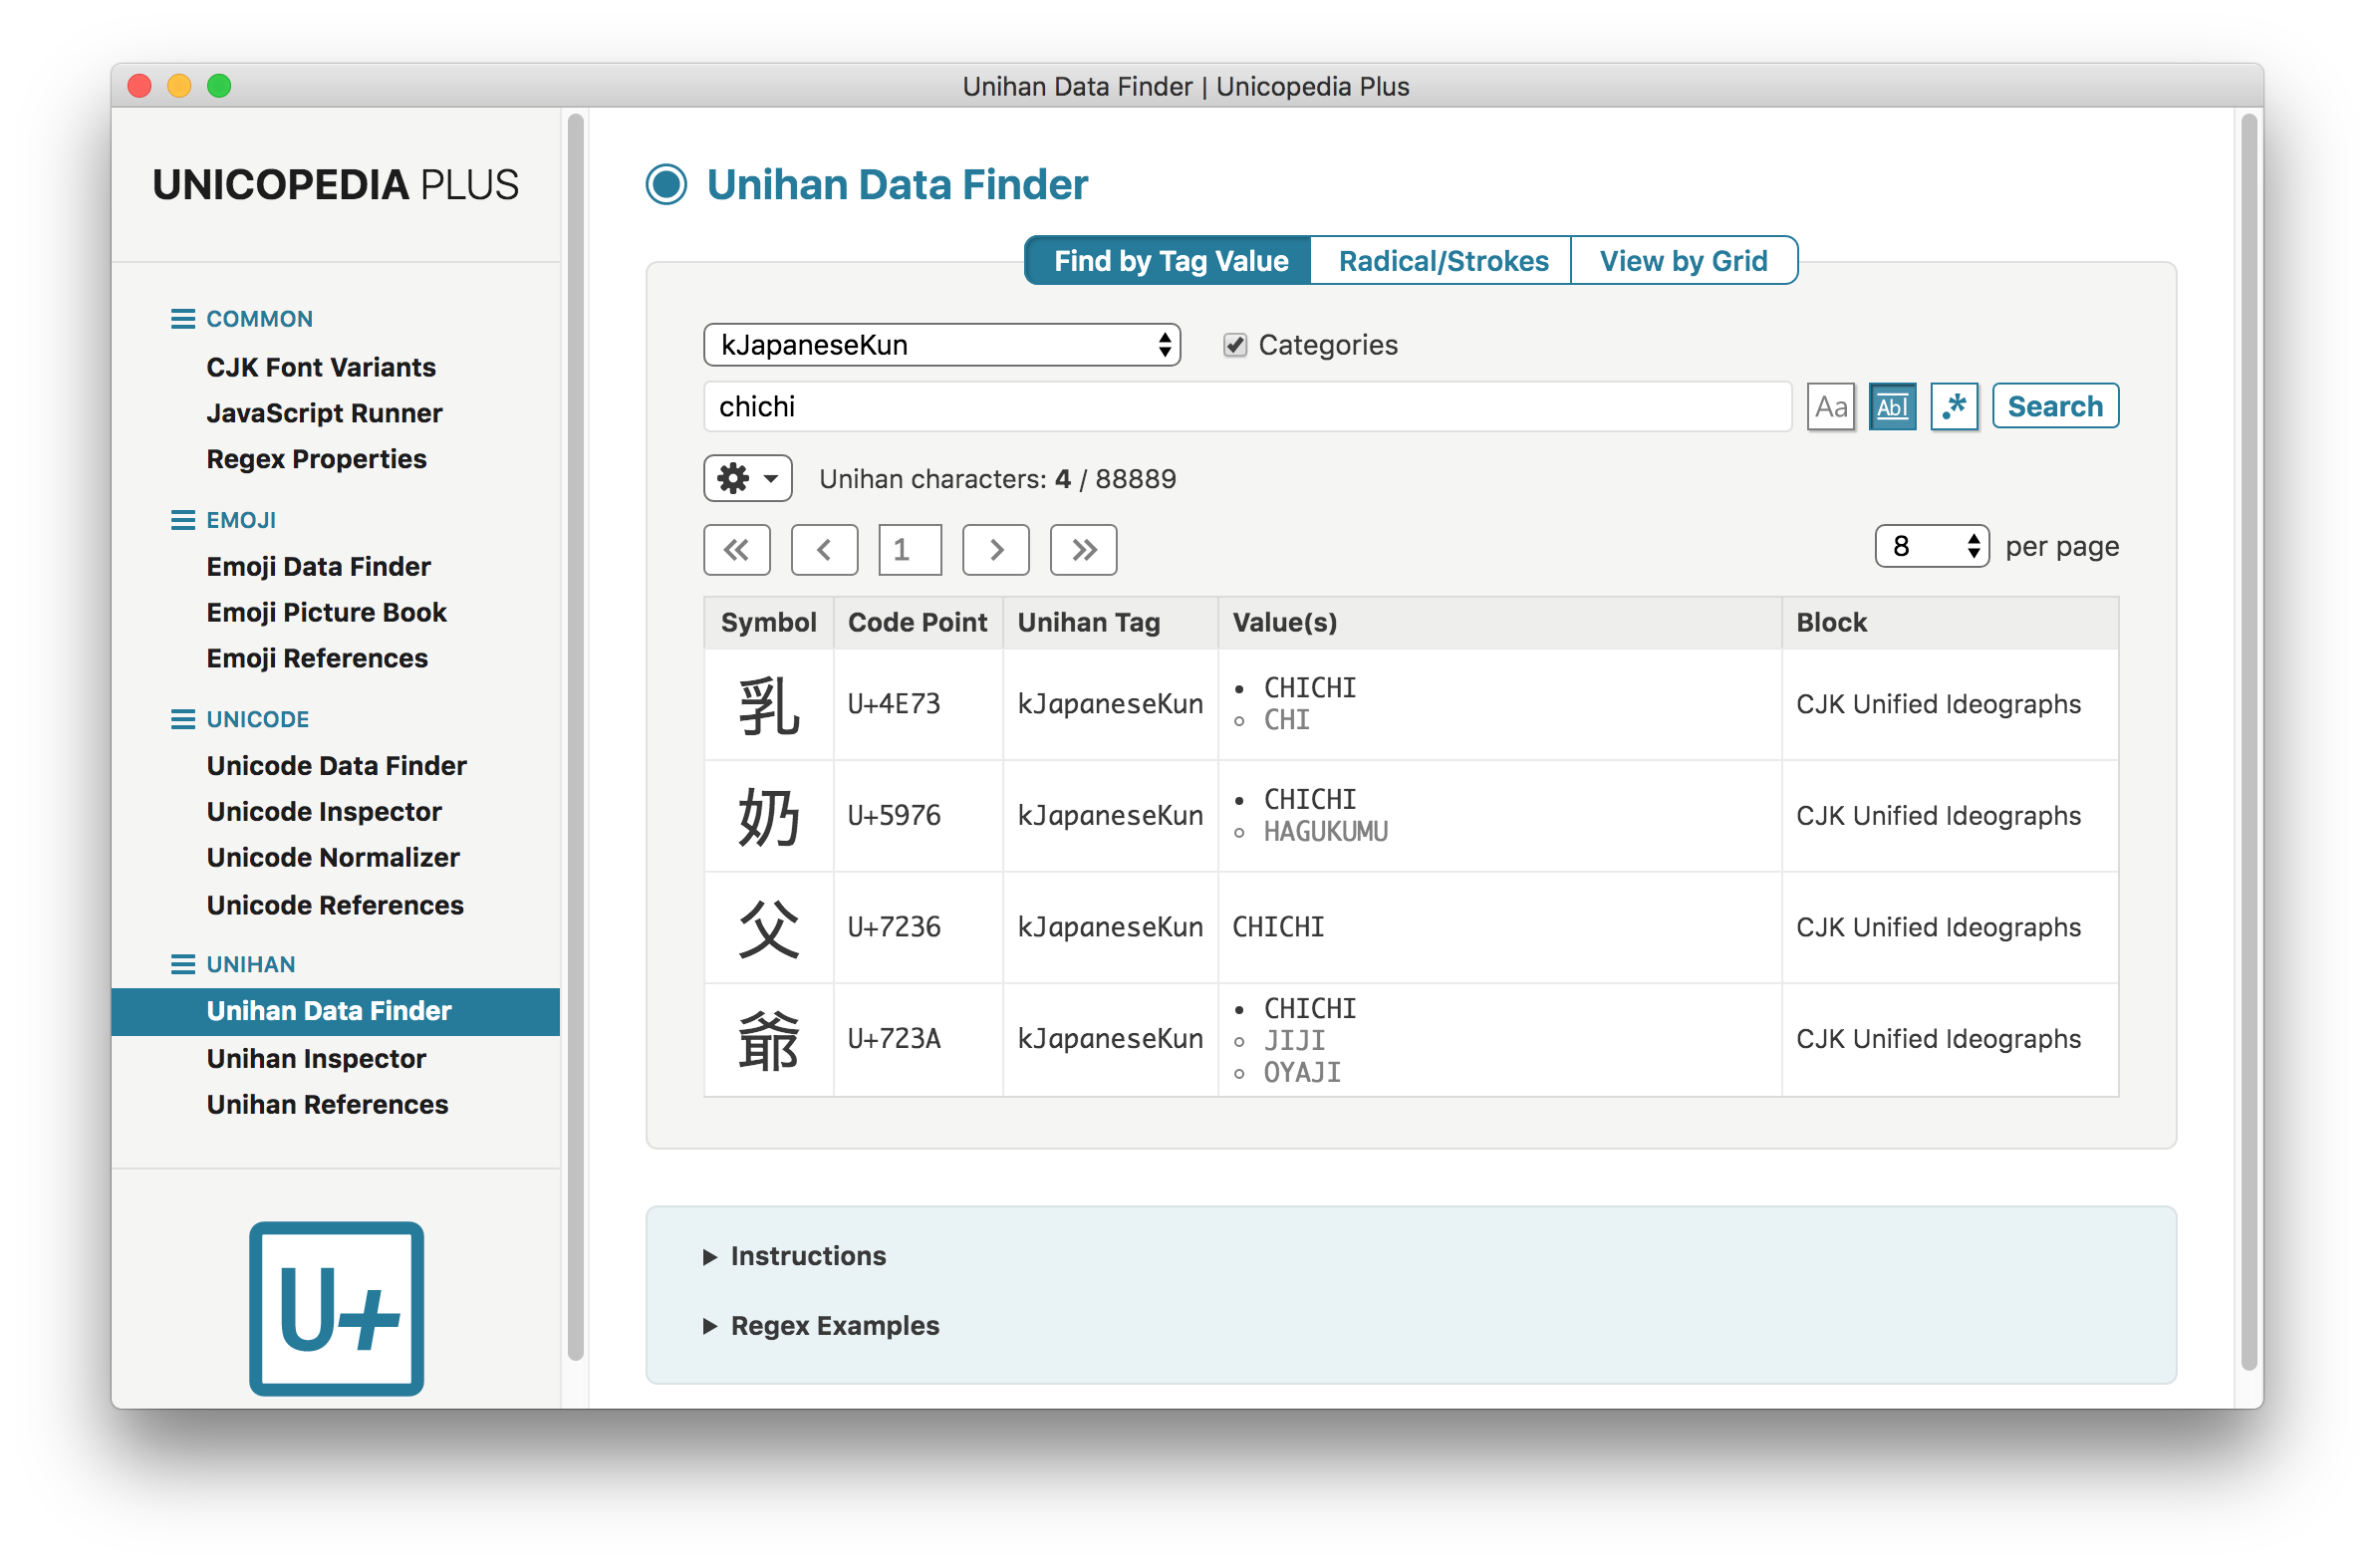 Unihan Data Finder | Unicopedia Plus
UNICOPEDIA PLUS
COMMON
CJK Font Variants
JavaScript Runner
Regex Properties
EMOJI
Emoji Data Finder
Emoji Picture Book
Emoji References
UNICODE
Unicode Data Finder
Unicode Inspector
Unicode Normalizer
Unicode References
UNIHAN
Unihan Data Finder
Unihan Inspector
Unihan References
U+
Unihan Data Finder
Find by Tag Value Radical/Strokes View by Grid
kJapaneseKun Categories
chichi Aa Abl .* Search
Unihan characters: 4 / 88889
« ‹ 1 › » 8 per page
Symbol Code Point Unihan Tag Value(s) Block
乳 U+4E73 kJapaneseKun • CHICHI ◦ CHI CJK Unified Ideographs
奶 U+5976 kJapaneseKun • CHICHI ◦ HAGUKUMU CJK Unified Ideographs
父 U+7236 kJapaneseKun CHICHI CJK Unified Ideographs
爺 U+723A kJapaneseKun • CHICHI ◦ JIJI ◦ OYAJI CJK Unified Ideographs
Instructions
Regex Examples